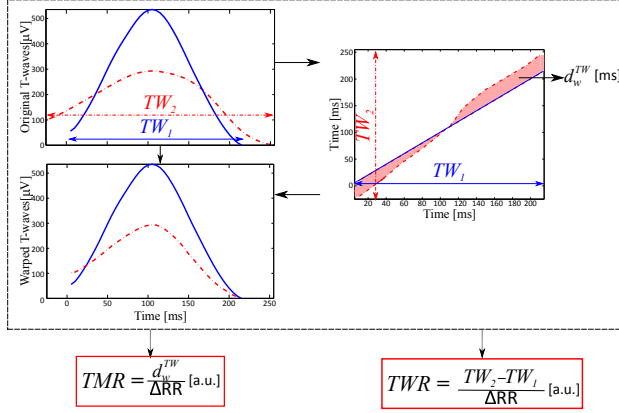 Original T-waves[µV]
500
400
300
200
100
0
TW₂
TW₁
250
200
150
100
50
0
Time [ms]
TW₂
TW₁
d_w^{TW} [ms]
20 40 60 80 100 120 140 160 180 200
Time [ms]
Warped T-waves[µV]
500
400
300
200
100
0
0 50 100 150 200 250
Time [ms]
TMR = d_w^{TW} / ΔRR [a.u.]
TWR = TW₂–TW₁ / ΔRR [a.u.]